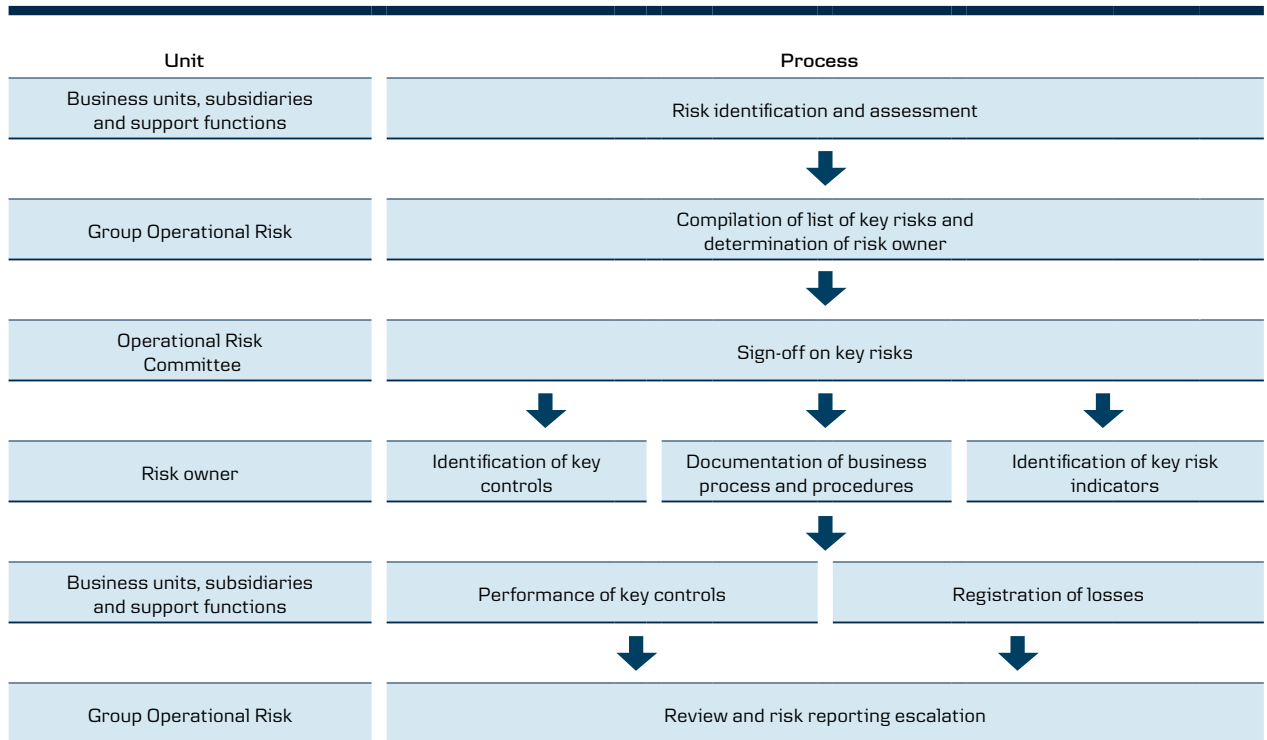 Unit
Process
Business units, subsidiaries
and support functions
Risk identification and assessment
Group Operational Risk
Compilation of list of key risks and
determination of risk owner
Operational Risk
Committee
Sign-off on key risks
Risk owner
Identification of key
controls
Documentation of business
process and procedures
Identification of key risk
indicators
Business units, subsidiaries
and support functions
Performance of key controls
Registration of losses
Group Operational Risk
Review and risk reporting escalation